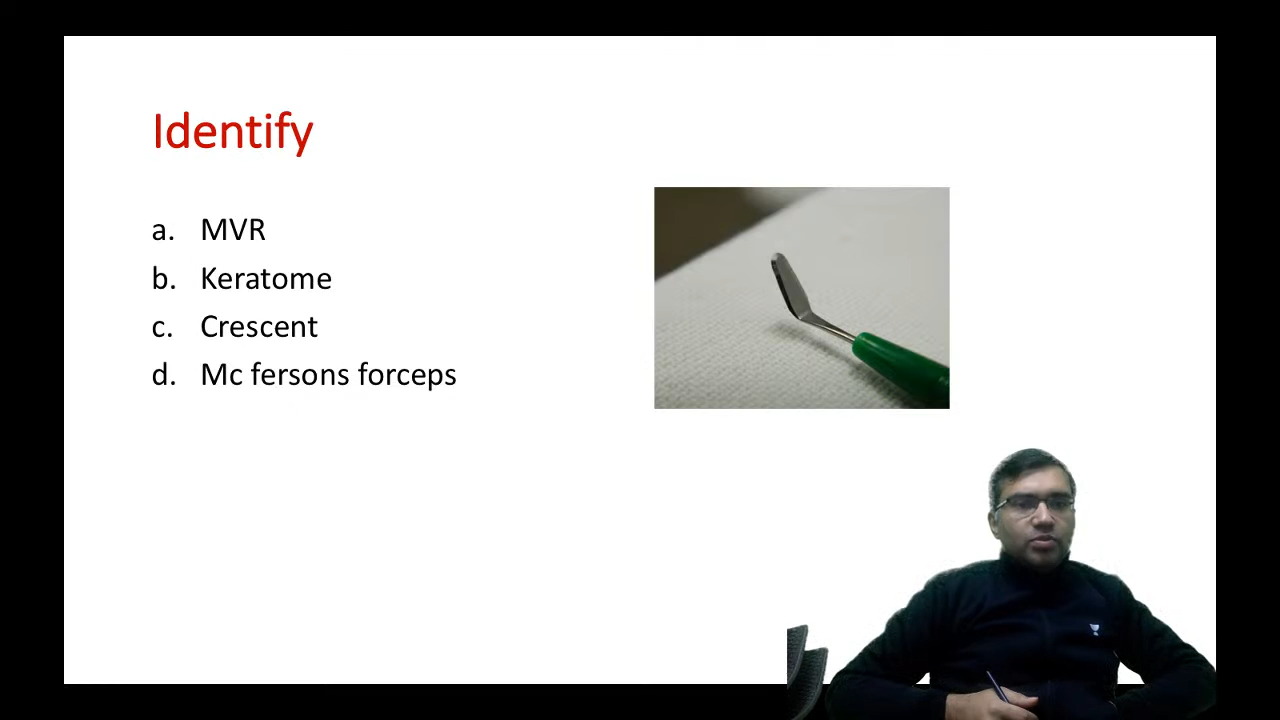 Identify
a. MVR
b. Keratome
c. Crescent
d. Mc fersons forceps